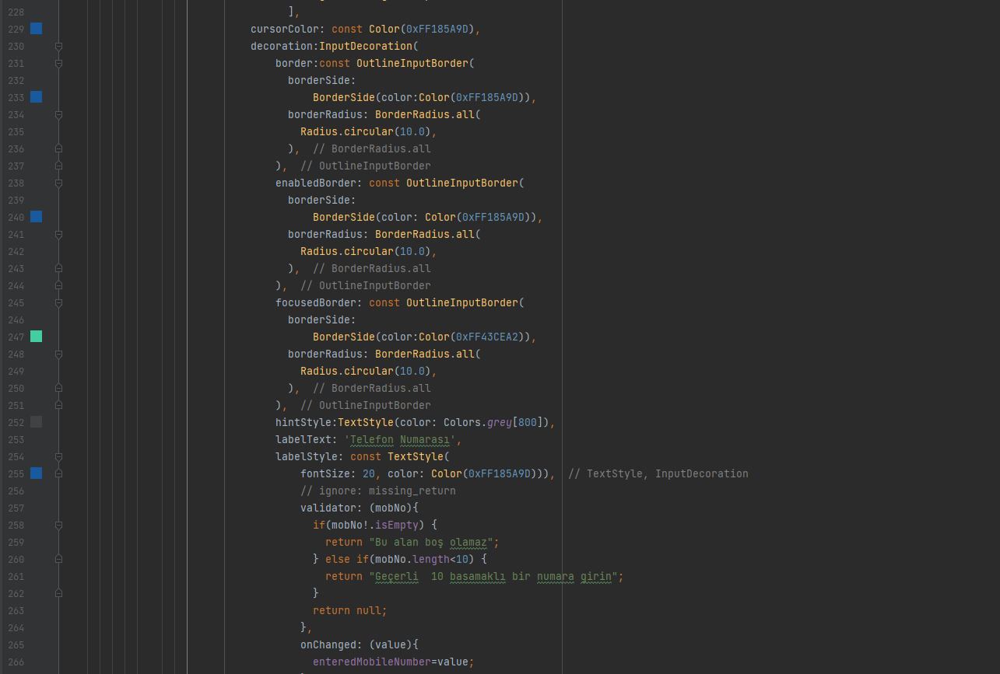 228 ],
229 cursorColor: const Color(0xFF185A9D),
230 decoration:InputDecoration(
231 border:const OutlineInputBorder(
232 borderSide:
233 BorderSide(color:Color(0xFF185A9D)),
234 borderRadius: BorderRadius.all(
235 Radius.circular(10.0),
236 ), // BorderRadius.all
237 ), // OutlineInputBorder
238 enabledBorder: const OutlineInputBorder(
239 borderSide:
240 BorderSide(color: Color(0xFF185A9D)),
241 borderRadius: BorderRadius.all(
242 Radius.circular(10.0),
243 ), // BorderRadius.all
244 ), // OutlineInputBorder
245 focusedBorder: const OutlineInputBorder(
246 borderSide:
247 BorderSide(color:Color(0xFF43CEA2)),
248 borderRadius: BorderRadius.all(
249 Radius.circular(10.0),
250 ), // BorderRadius.all
251 ), // OutlineInputBorder
252 hintStyle:TextStyle(color: Colors.grey[800]),
253 labelText: 'Telefon Numarası',
254 labelStyle: const TextStyle(
255 fontSize: 20, color: Color(0xFF185A9D))), // TextStyle, InputDecoration
256 // ignore: missing_return
257 validator: (mobNo){
258 if(mobNo!.isEmpty) {
259 return "Bu alan boş olamaz";
260 } else if(mobNo.length<10) {
261 return "Geçerli  10 basamaklı bir numara girin";
262 }
263 return null;
264 },
265 onChanged: (value){
266 enteredMobileNumber=value;